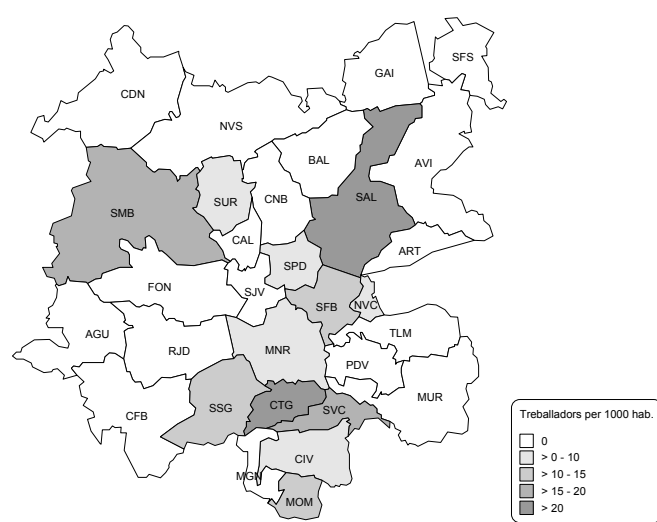 SFS
GAI
CDN
NVS
BAL
AVI
SUR
CNB
SAL
SMB
CAL
ART
SPD
FON
SJV
SFB
NVC
AGU
TLM
RJD
MNR
PDV
MUR
CFB
SSG
CTG
SVC
CIV
MGN
MOM
Treballadors per 1000 hab.
0
> 0 - 10
> 10 - 15
> 15 - 20
> 20